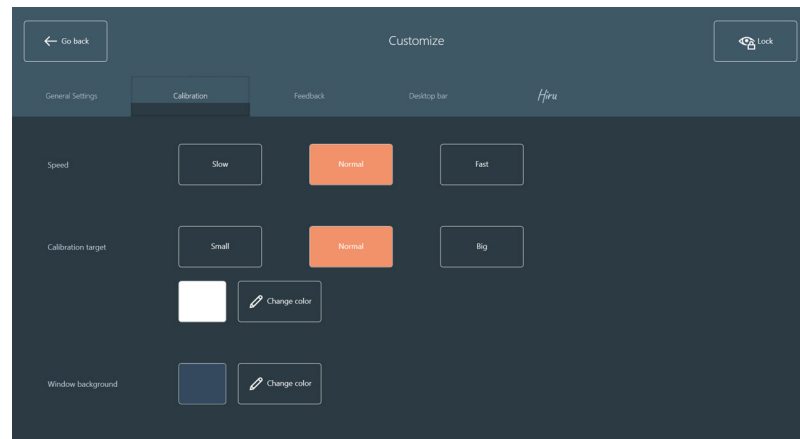 Go back
Customize
Lock
General Settings
Calibration
Feedback
Desktop bar
Hiru
Speed
Slow
Normal
Fast
Calibration target
Small
Normal
Big
Change color
Window background
Change color